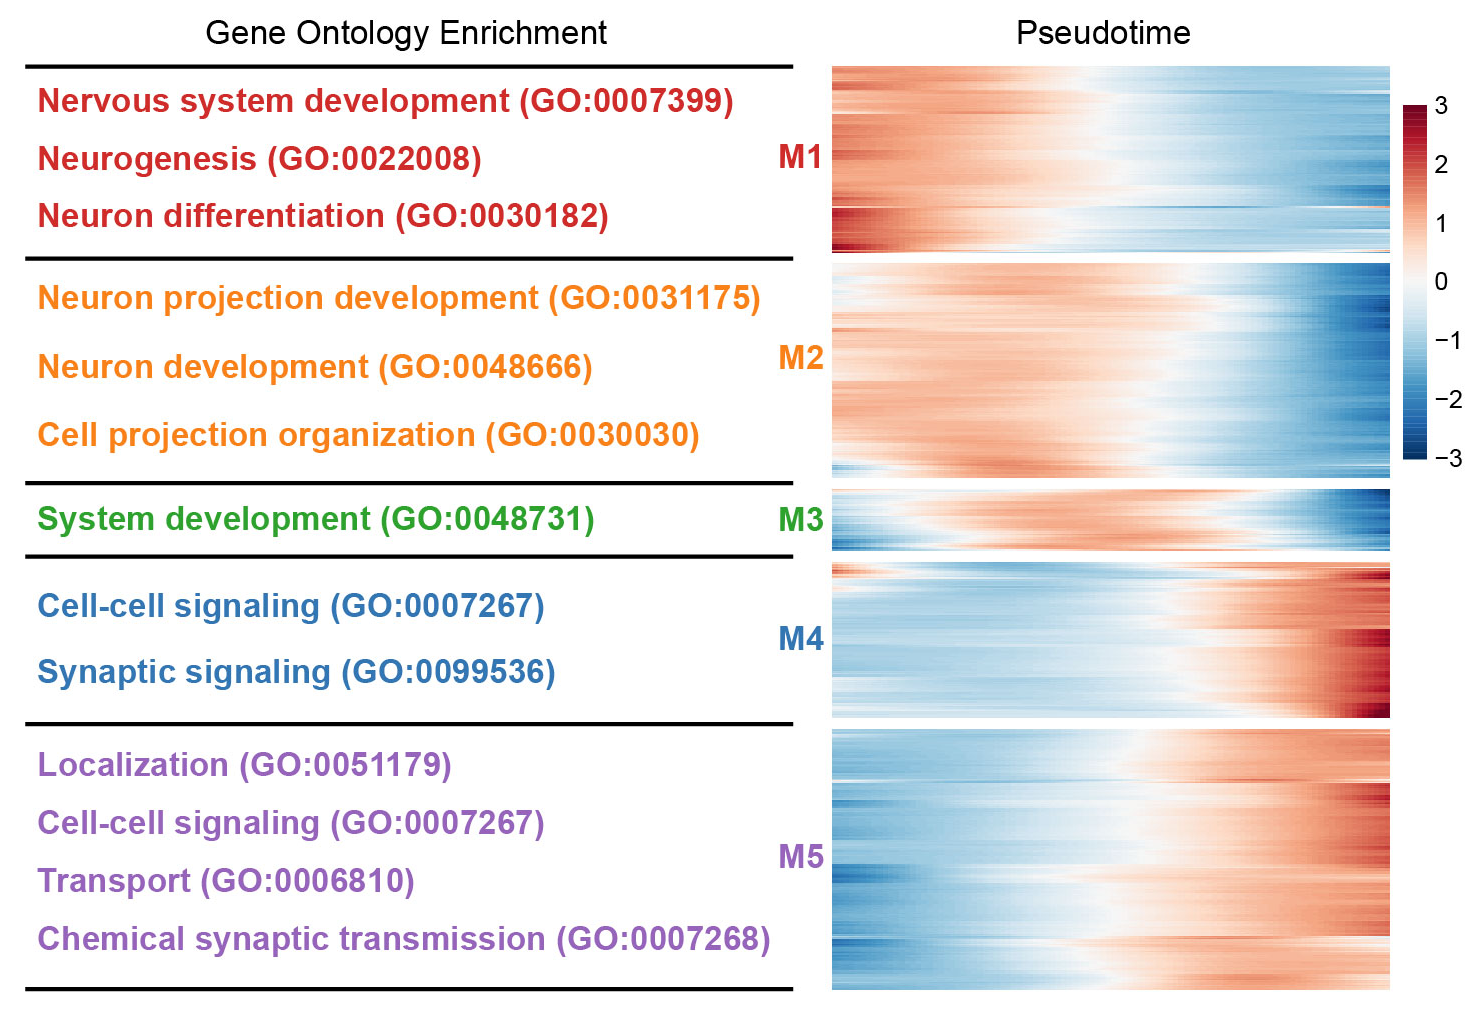 Gene Ontology Enrichment
Pseudotime
Nervous system development (GO:0007399)
Neurogenesis (GO:0022008)
Neuron differentiation (GO:0030182)
M1
Neuron projection development (GO:0031175)
Neuron development (GO:0048666)
Cell projection organization (GO:0030030)
M2
System development (GO:0048731)
M3
Cell-cell signaling (GO:0007267)
Synaptic signaling (GO:0099536)
M4
Localization (GO:0051179)
Cell-cell signaling (GO:0007267)
Transport (GO:0006810)
Chemical synaptic transmission (GO:0007268)
M5
3
2
1
0
−1
−2
−3